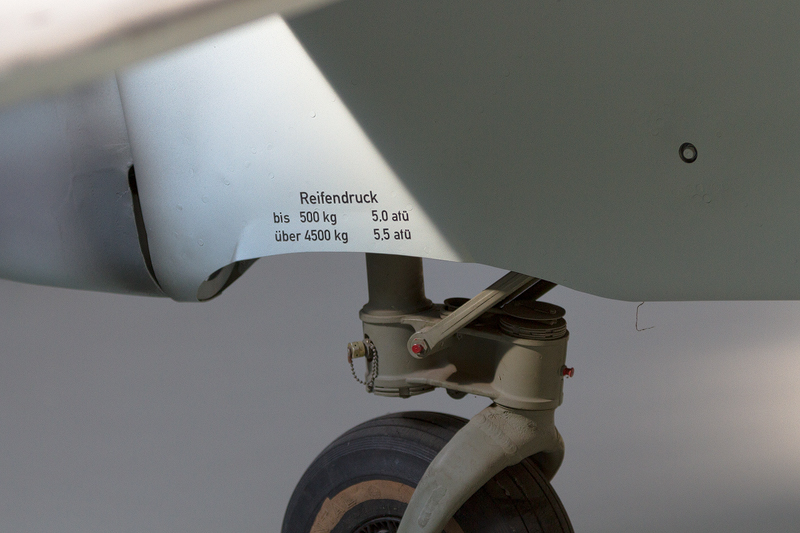 Reifendruck
bis 500 kg 5,0 atü
über 4500 kg 5,5 atü